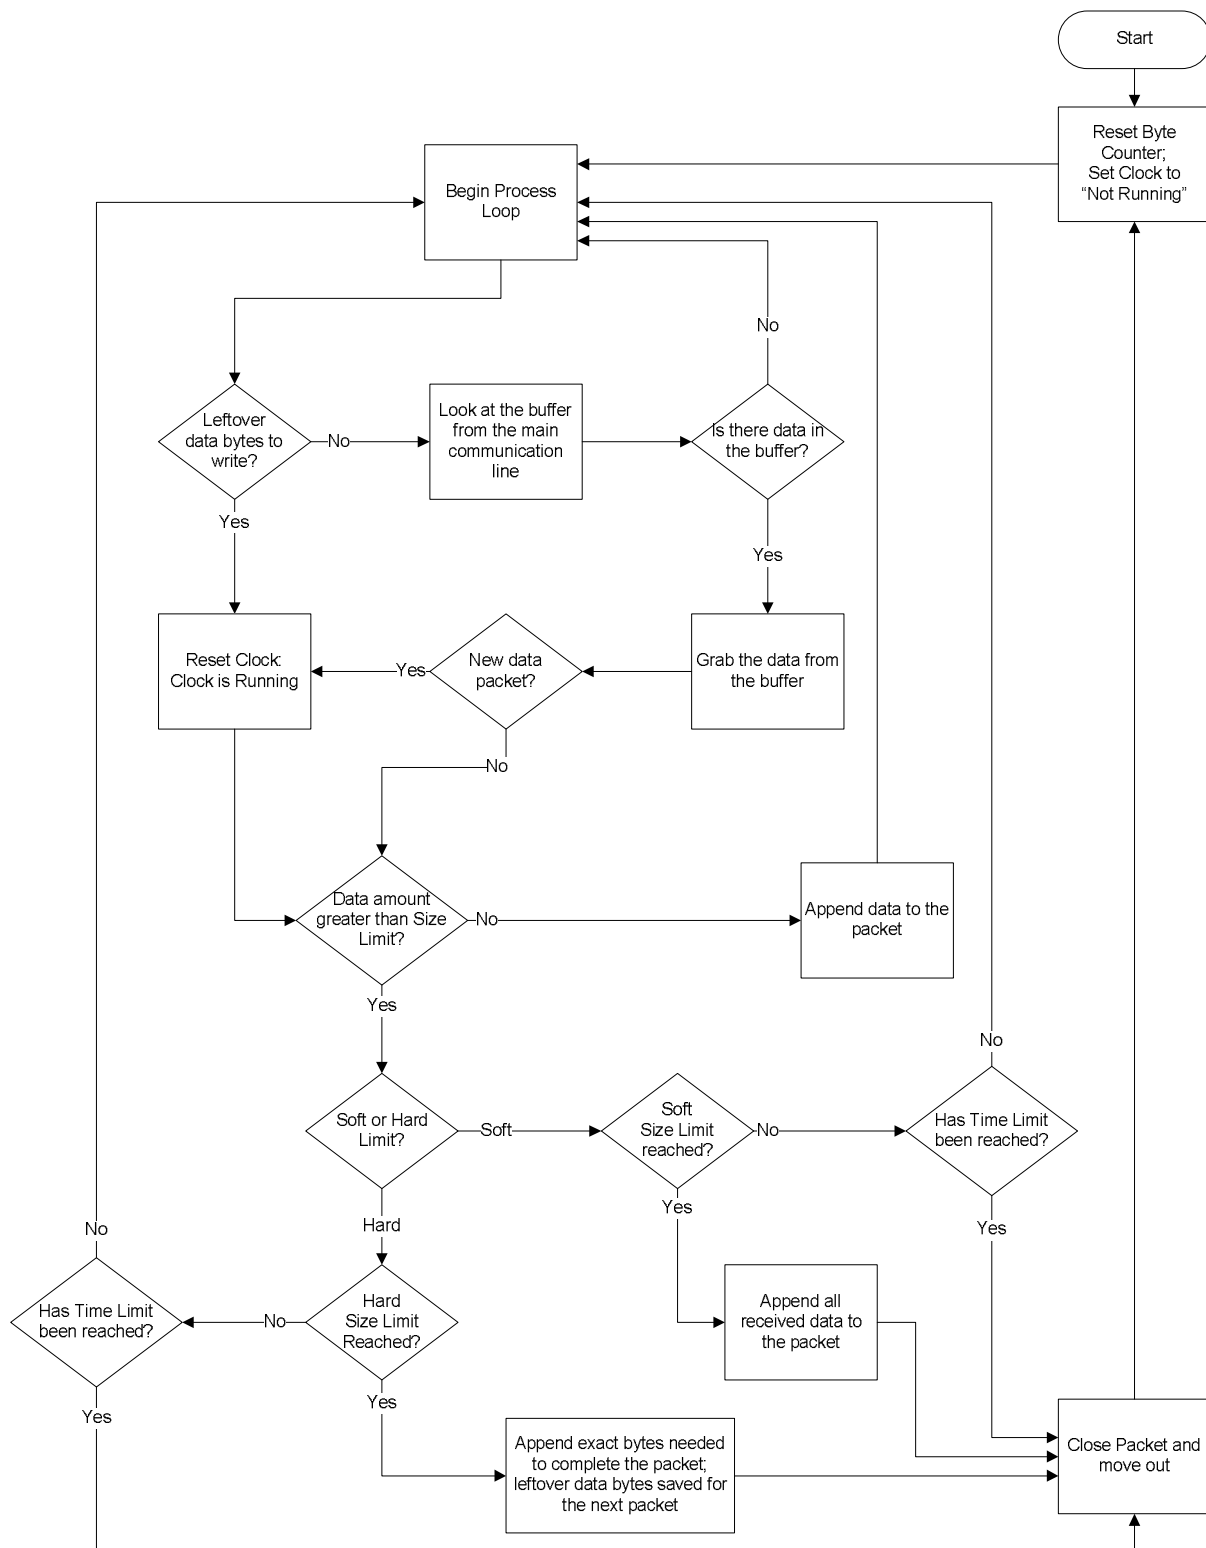 Start
Reset Byte
Counter;
Set Clock to
“Not Running”
Begin Process
Loop
No
Leftover
data bytes to
write?
No
Look at the buffer
from the main
communication
line
Is there data in
the buffer?
Yes
Yes
Reset Clock:
Clock is Running
Yes
New data
packet?
Grab the data from
the buffer
No
Data amount
greater than Size
Limit?
No
Append data to the
packet
Yes
No
Soft or Hard
Limit?
Soft
Soft
Size Limit
reached?
No
Has Time Limit
been reached?
Yes
Hard
No
Yes
Has Time Limit
been reached?
No
Hard
Size Limit
Reached?
Append all
received data to
the packet
Yes
Yes
Append exact bytes needed
to complete the packet;
leftover data bytes saved for
the next packet
Close Packet and
move out